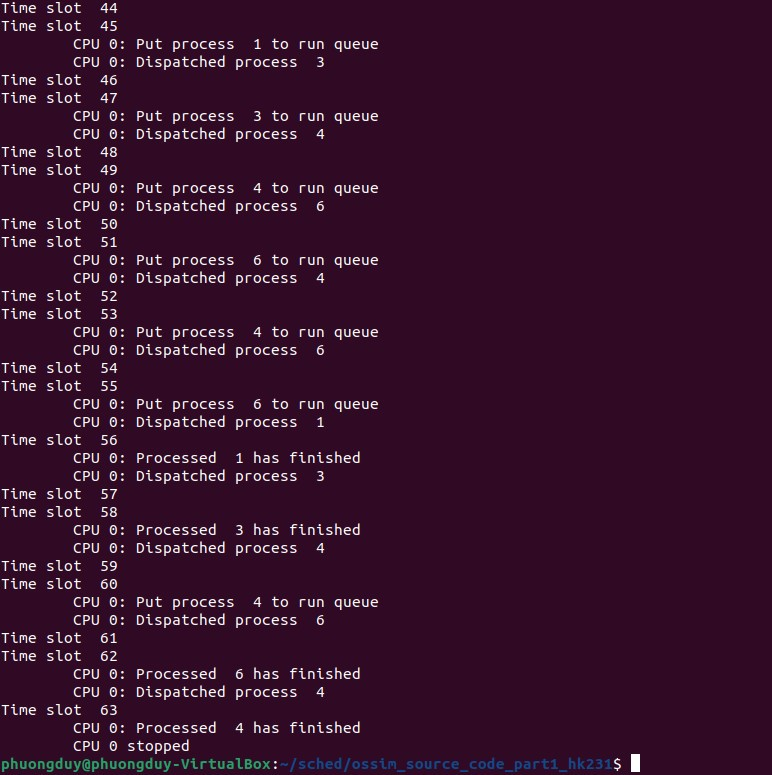 Time slot  44
Time slot  45
        CPU 0: Put process  1 to run queue
        CPU 0: Dispatched process  3
Time slot  46
Time slot  47
        CPU 0: Put process  3 to run queue
        CPU 0: Dispatched process  4
Time slot  48
Time slot  49
        CPU 0: Put process  4 to run queue
        CPU 0: Dispatched process  6
Time slot  50
Time slot  51
        CPU 0: Put process  6 to run queue
        CPU 0: Dispatched process  4
Time slot  52
Time slot  53
        CPU 0: Put process  4 to run queue
        CPU 0: Dispatched process  6
Time slot  54
Time slot  55
        CPU 0: Put process  6 to run queue
        CPU 0: Dispatched process  1
Time slot  56
        CPU 0: Processed  1 has finished
        CPU 0: Dispatched process  3
Time slot  57
Time slot  58
        CPU 0: Processed  3 has finished
        CPU 0: Dispatched process  4
Time slot  59
Time slot  60
        CPU 0: Put process  4 to run queue
        CPU 0: Dispatched process  6
Time slot  61
Time slot  62
        CPU 0: Processed  6 has finished
        CPU 0: Dispatched process  4
Time slot  63
        CPU 0: Processed  4 has finished
        CPU 0 stopped
phuongduy@phuongduy-VirtualBox:~/sched/ossim_source_code_part1_hk231$